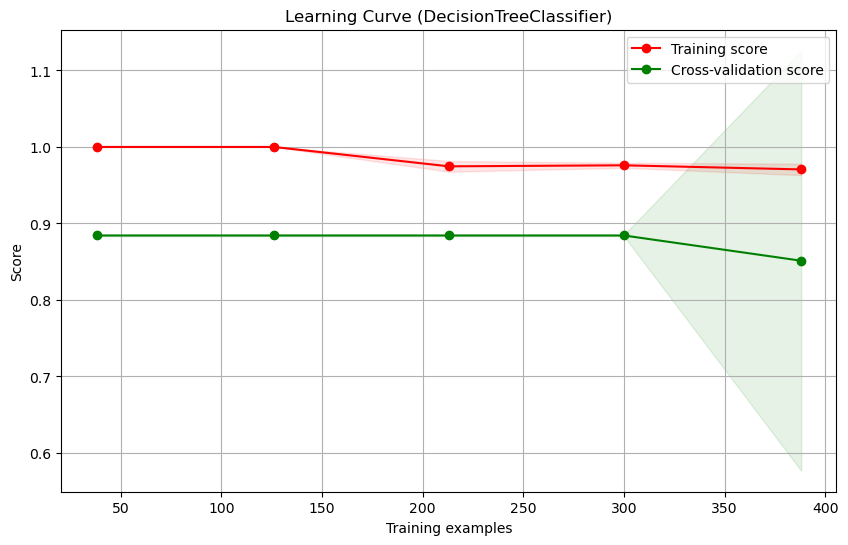 Learning Curve (DecisionTreeClassifier)
Training score
Cross-validation score
1.1
1.0
0.9
0.8
0.7
0.6
Score
50
100
150
200
250
300
350
400
Training examples